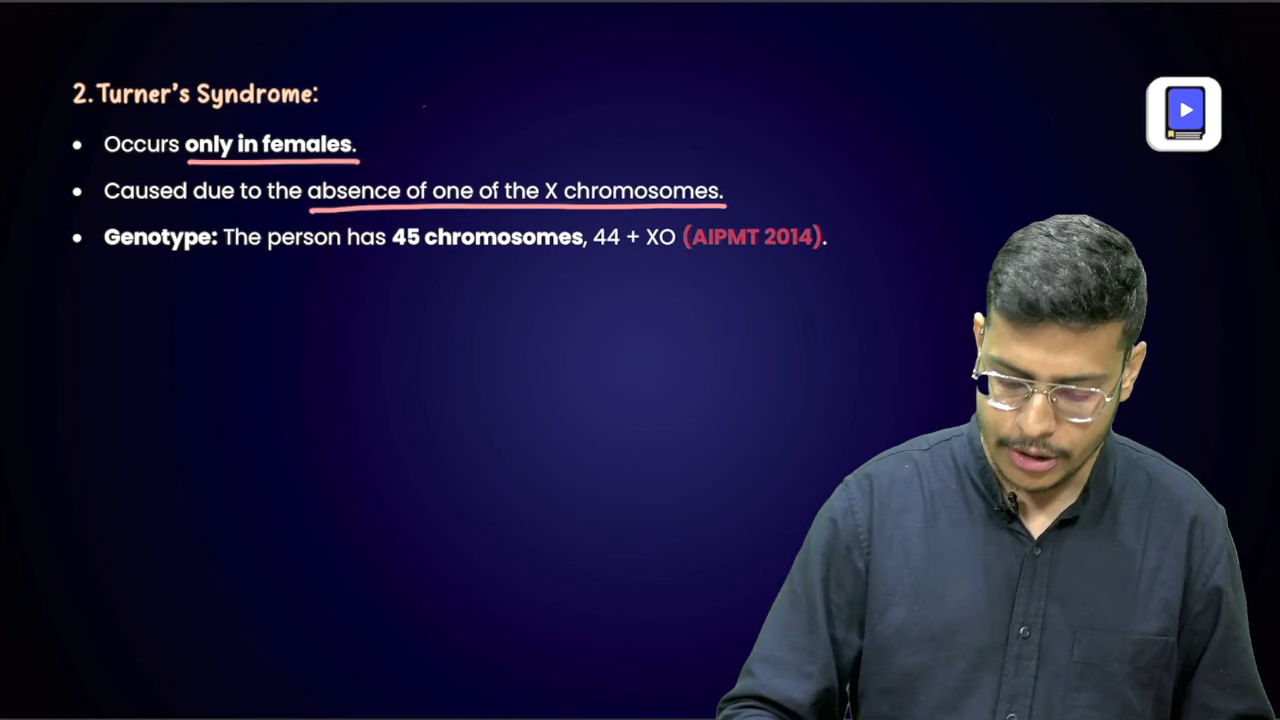 2. Turner's Syndrome:
• Occurs only in females.
• Caused due to the absence of one of the X chromosomes.
• Genotype: The person has 45 chromosomes, 44 + XO (AIPMT 2014).